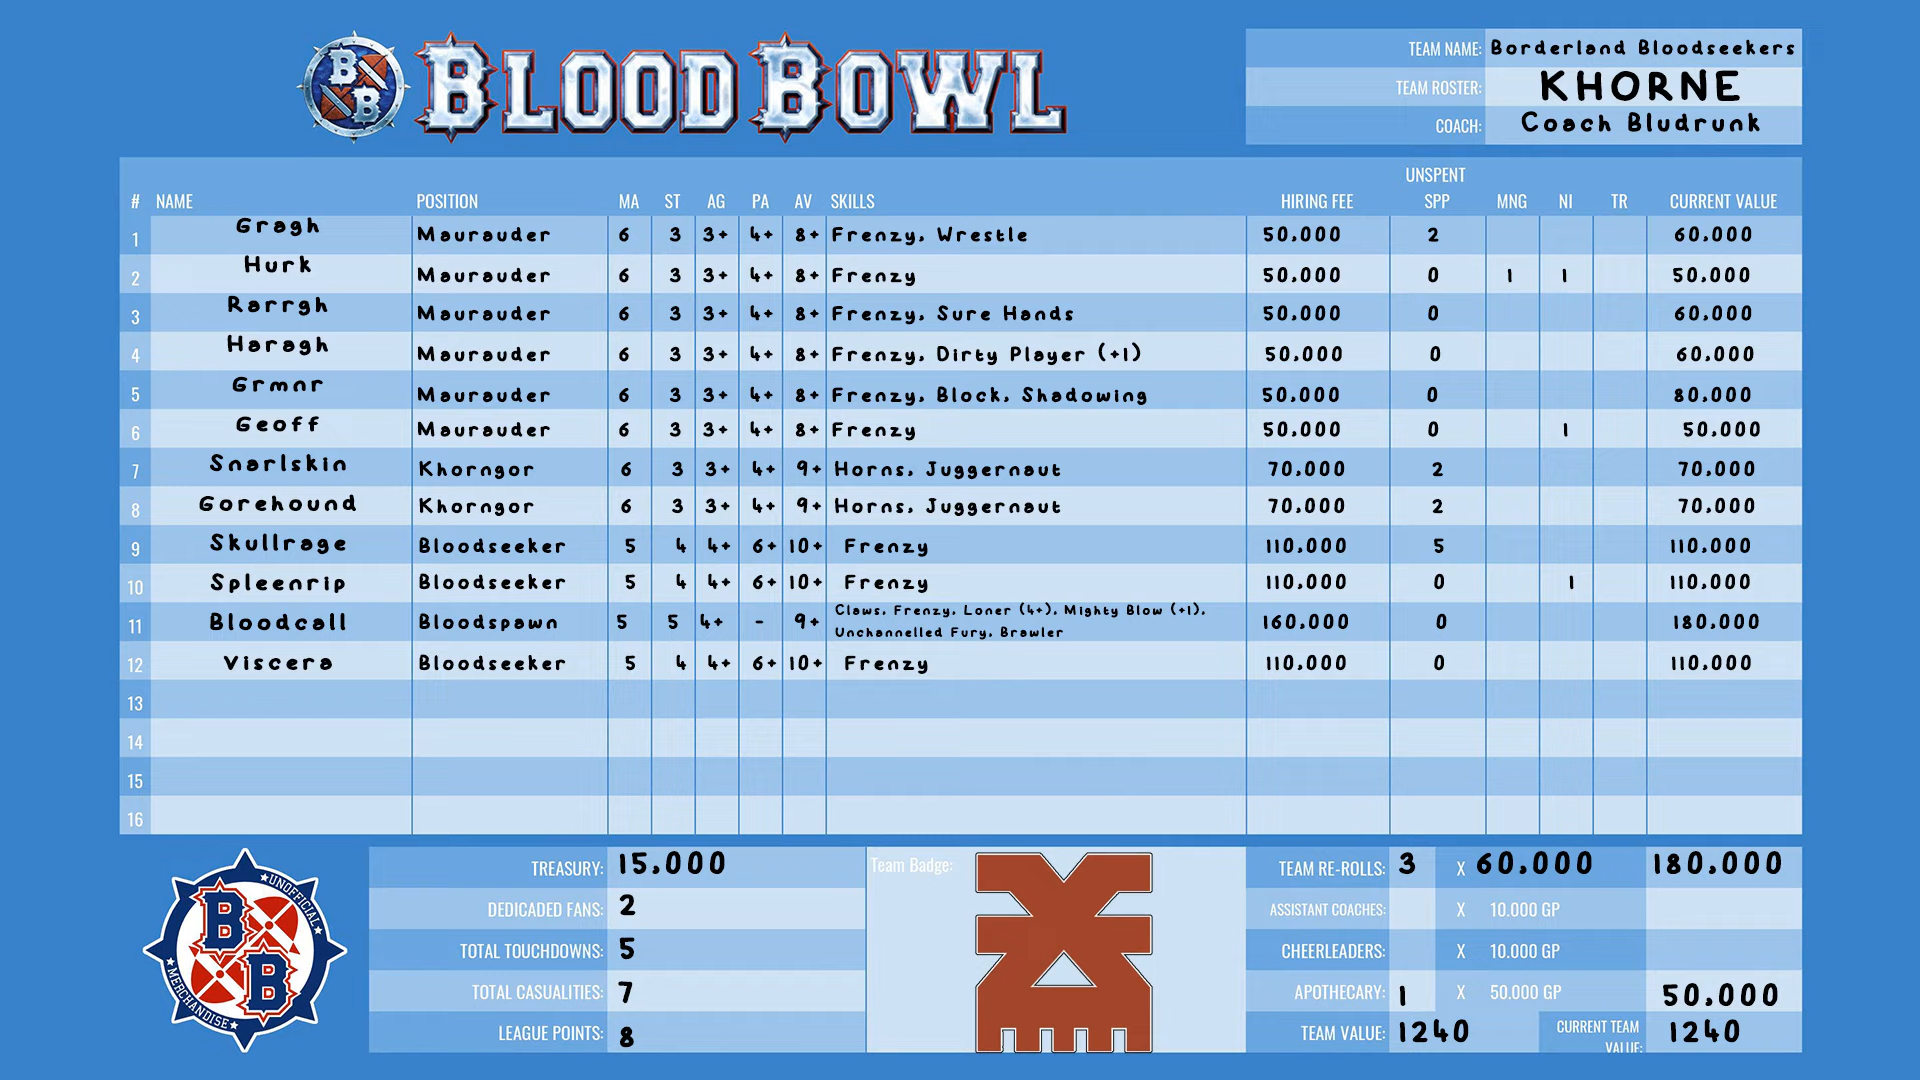 BLOOD BOWL
TEAM NAME: Borderland Bloodseekers
TEAM ROSTER: KHORNE
COACH: Coach Bludrunk
# NAME POSITION MA ST AG PA AV SKILLS HIRING FEE UNSPENT SPP MNG NI TR CURRENT VALUE
1 Gragh Maurauder 6 3 3+ 4+ 8+ Frenzy, Wrestle 50,000 2 60,000
2 Hurk Maurauder 6 3 3+ 4+ 8+ Frenzy 50,000 0 1 1 50,000
3 Rarrgh Maurauder 6 3 3+ 4+ 8+ Frenzy, Sure Hands 50,000 0 60,000
4 Haragh Maurauder 6 3 3+ 4+ 8+ Frenzy, Dirty Player (+1) 50,000 0 60,000
5 Grmnr Maurauder 6 3 3+ 4+ 8+ Frenzy, Block, Shadowing 50,000 0 80,000
6 Geoff Maurauder 6 3 3+ 4+ 8+ Frenzy 50,000 0 1 50,000
7 Snarlskin Khorngor 6 3 3+ 4+ 9+ Horns, Juggernaut 70,000 2 70,000
8 Gorehound Khorngor 6 3 3+ 4+ 9+ Horns, Juggernaut 70,000 2 70,000
9 Skullrage Bloodseeker 5 4 4+ 6+ 10+ Frenzy 110,000 5 110,000
10 Spleenrip Bloodseeker 5 4 4+ 6+ 10+ Frenzy 110,000 0 1 110,000
11 Bloodcall Bloodspawn 5 5 4+ - 9+ Claws, Frenzy, Loner (4+), Mighty Blow (+1), Unchannelled Fury, Brawler 160,000 0 180,000
12 Viscera Bloodseeker 5 4 4+ 6+ 10+ Frenzy 110,000 0 110,000
13
14
15
16
BB
UNOFFICIAL
MERCHANDISE
TREASURY: 15,000
DEDICADED FANS: 2
TOTAL TOUCHDOWNS: 5
TOTAL CASUALITIES: 7
LEAGUE POINTS: 8
Team Badge:
TEAM RE-ROLLS: 3 X 60,000 180,000
ASSISTANT COACHES: X 10.000 GP
CHEERLEADERS: X 10.000 GP
APOTHECARY: 1 X 50.000 GP 50,000
TEAM VALUE: 1240 CURRENT TEAM VALUE: 1240